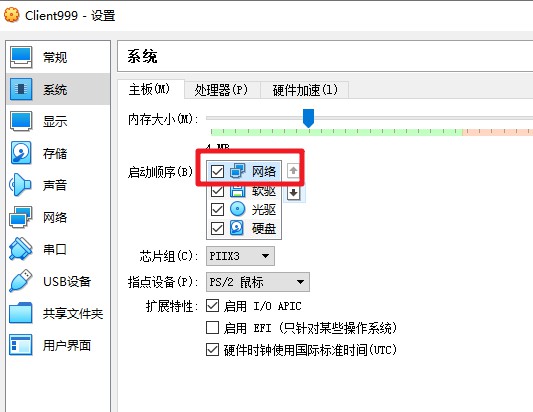 Client999 - 设置
常规
系统
显示
存储
声音
网络
串口
USB设备
共享文件夹
用户界面
系统
主板(M) 处理器(P) 硬件加速(l)
内存大小(M):
4 MB
启动顺序(B)
网络
软驱
光驱
硬盘
芯片组(C): PIIX3
指点设备(P): PS/2 鼠标
扩展特性: 启用 I/O APIC
启用 EFI (只针对某些操作系统)
硬件时钟使用国际标准时间(UTC)